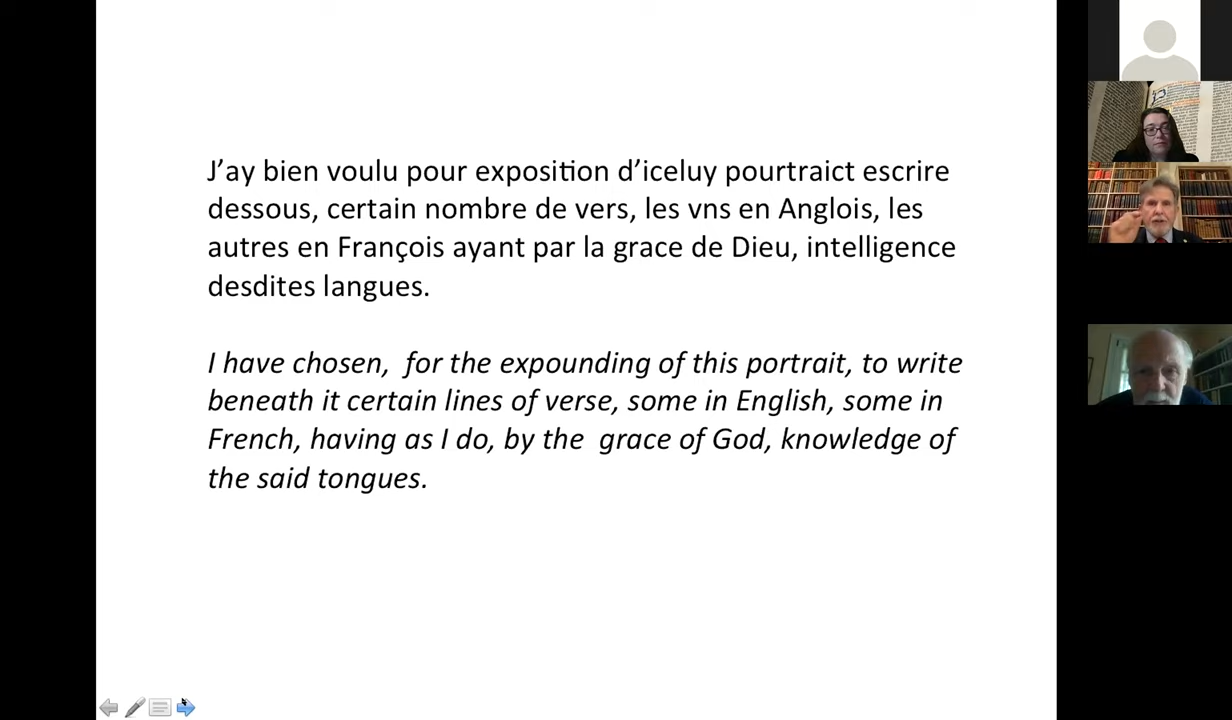 J’ay bien voulu pour exposition d’iceluy pourtraict escrire
dessous, certain nombre de vers, les vns en Anglois, les
autres en François ayant par la grace de Dieu, intelligence
desdites langues.
I have chosen,  for the expounding of this portrait, to write
beneath it certain lines of verse, some in English, some in
French, having as I do, by the  grace of God, knowledge of
the said tongues.